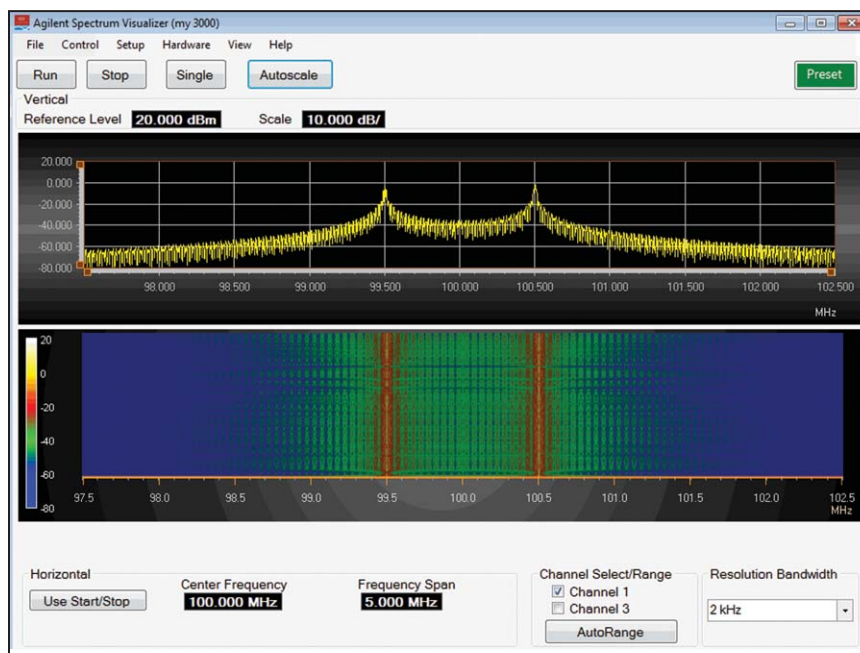 Agilent Spectrum Visualizer (my 3000)
File Control Setup Hardware View Help
Run Stop Single Autoscale Preset
Vertical
Reference Level 20.000 dBm Scale 10.000 dB/
20.000
0.000
-20.000
-40.000
-60.000
-80.000
98.000 98.500 99.000 99.500 100.000 100.500 101.000 101.500 102.000 102.500
MHz
20
0
-20
-40
-60
-80
97.5 98.0 98.5 99.0 99.5 100.0 100.5 101.0 101.5 102.0 102.5
MHz
Horizontal
Use Start/Stop
Center Frequency
100.000 MHz
Frequency Span
5.000 MHz
Channel Select/Range
Channel 1
Channel 3
AutoRange
Resolution Bandwidth
2 kHz